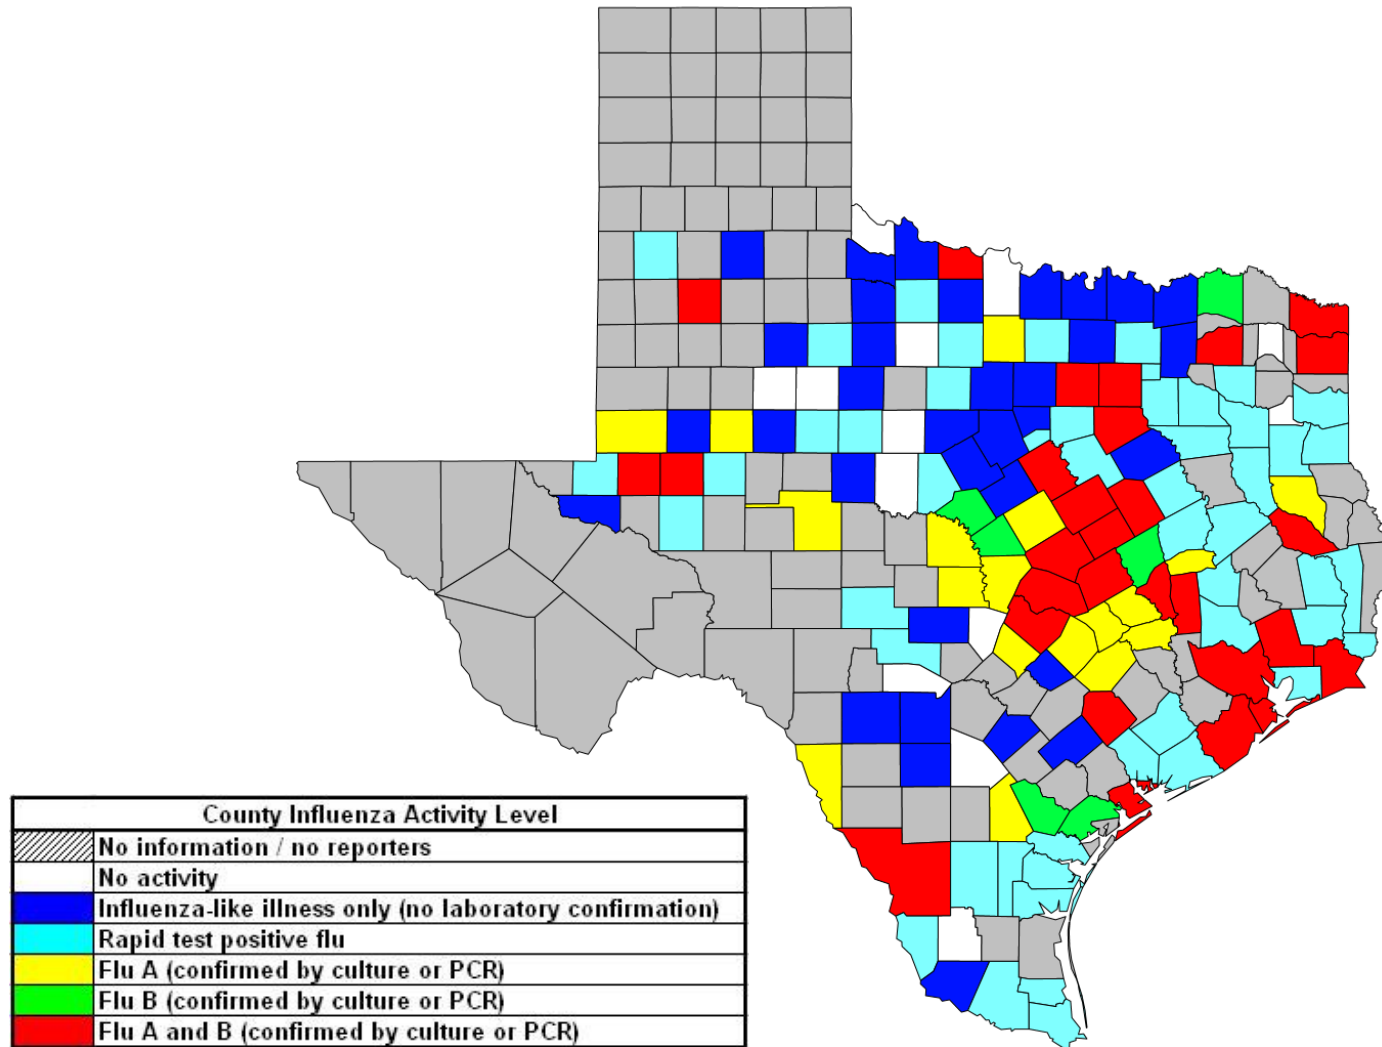 County Influenza Activity Level
No information / no reporters
No activity
Influenza-like illness only (no laboratory confirmation)
Rapid test positive flu
Flu A (confirmed by culture or PCR)
Flu B (confirmed by culture or PCR)
Flu A and B (confirmed by culture or PCR)